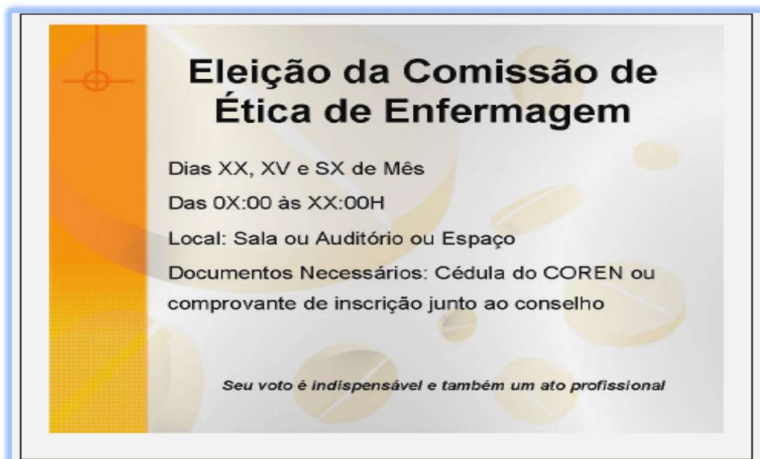 Eleição da Comissão de
Ética de Enfermagem
Dias XX, XV e SX de Mês
Das 0X:00 às XX:00H
Local: Sala ou Auditório ou Espaço
Documentos Necessários: Cédula do COREN ou
comprovante de inscrição junto ao conselho
Seu voto é indispensável e também um ato profissional